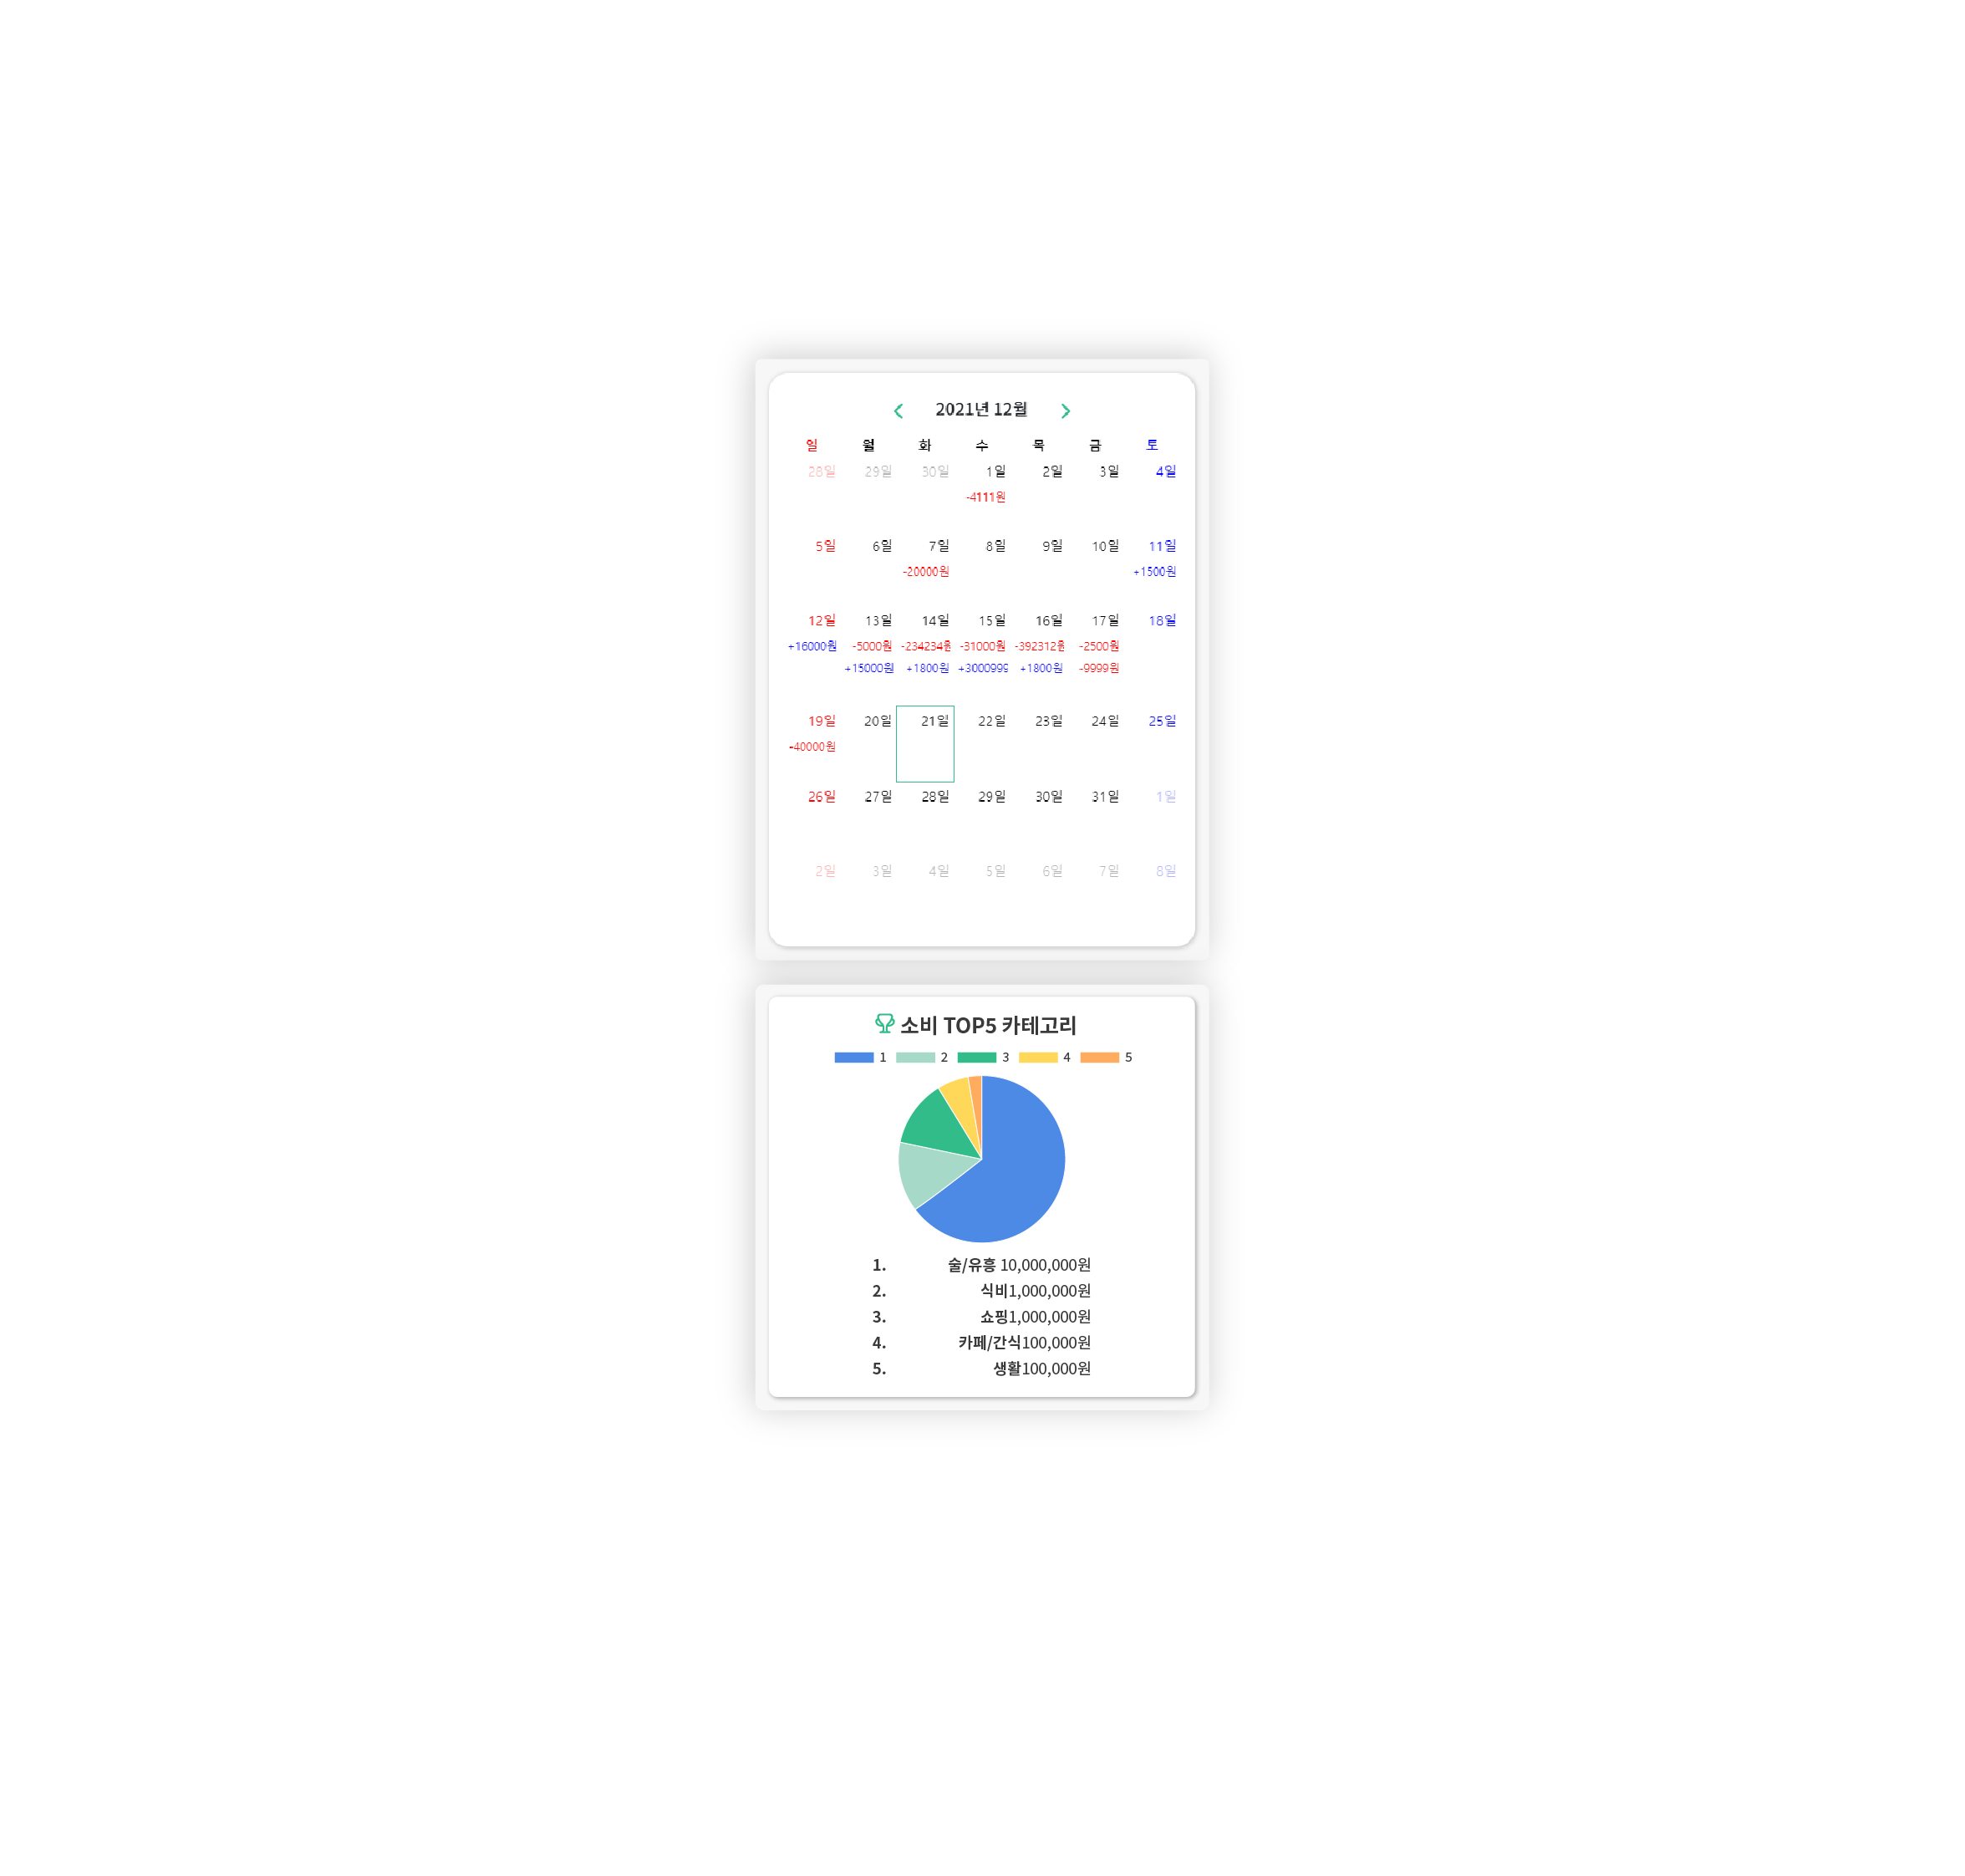 2021년 12월
일 월 화 수 목 금 토
28일 29일 30일 1일 2일 3일 4일
-4111원
5일 6일 7일 8일 9일 10일 11일
-20000원 +1500원
12일 13일 14일 15일 16일 17일 18일
+16000원 -5000원 -234234원 -31000원 -392312원 -2500원
+15000원 +1800원 +3000999 +1800원 -9999원
19일 20일 21일 22일 23일 24일 25일
-40000원
26일 27일 28일 29일 30일 31일 1일
2일 3일 4일 5일 6일 7일 8일
소비 TOP5 카테고리
1 2 3 4 5
1. 술/유흥 10,000,000원
2. 식비1,000,000원
3. 쇼핑1,000,000원
4. 카페/간식100,000원
5. 생활100,000원